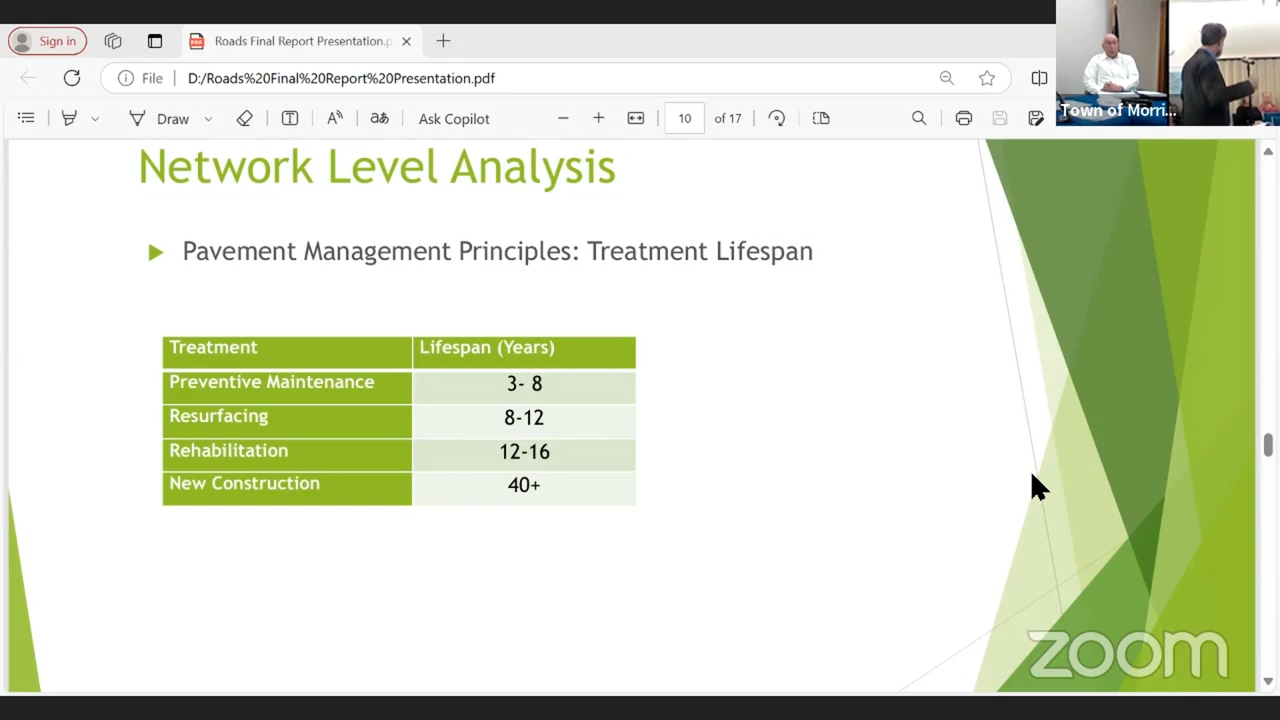 Sign in
Roads Final Report Presentation.p
File
D:/Roads%20Final%20Report%20Presentation.pdf
Draw
Ask Copilot
10
of 17
Town of Morri...
Network Level Analysis
Pavement Management Principles: Treatment Lifespan
Treatment Lifespan (Years)
Preventive Maintenance 3- 8
Resurfacing 8-12
Rehabilitation 12-16
New Construction 40+
zoom